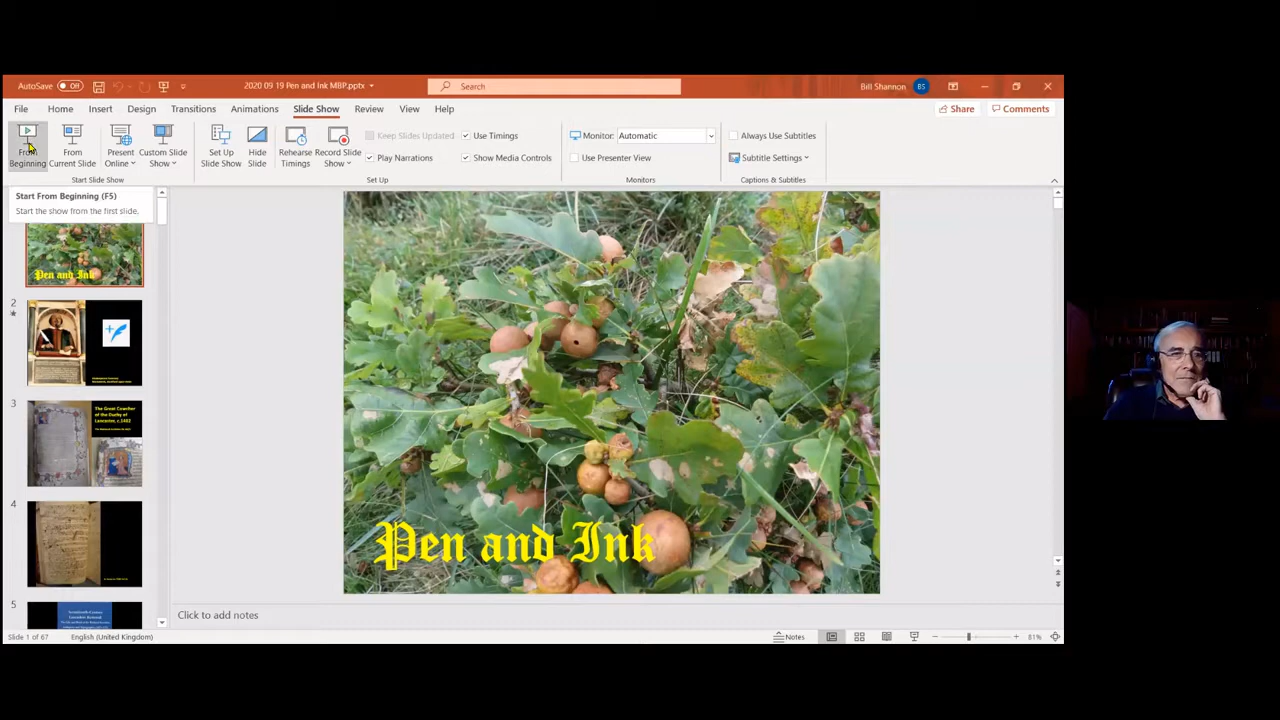 AutoSave Off
2020 09 19 Pen and Ink MBP.pptx
Search
Bill Shannon BS
File Home Insert Design Transitions Animations Slide Show Review View Help
Share Comments
From Beginning
From Current Slide
Present Online
Custom Slide Show
Set Up Slide Show
Hide Slide
Rehearse Timings
Record Slide Show
Keep Slides Updated
Play Narrations
Use Timings
Show Media Controls
Monitor: Automatic
Use Presenter View
Always Use Subtitles
Subtitle Settings
Start Slide Show
Set Up
Monitors
Captions & Subtitles
Start From Beginning (F5)
Start the show from the first slide.
Pen and Ink
2
3
The Great Coucher
of the Duchy of
Lancaster, c.1402
4
5
Pen and Ink
Click to add notes
Slide 1 of 67
English (United Kingdom)
Notes
81%